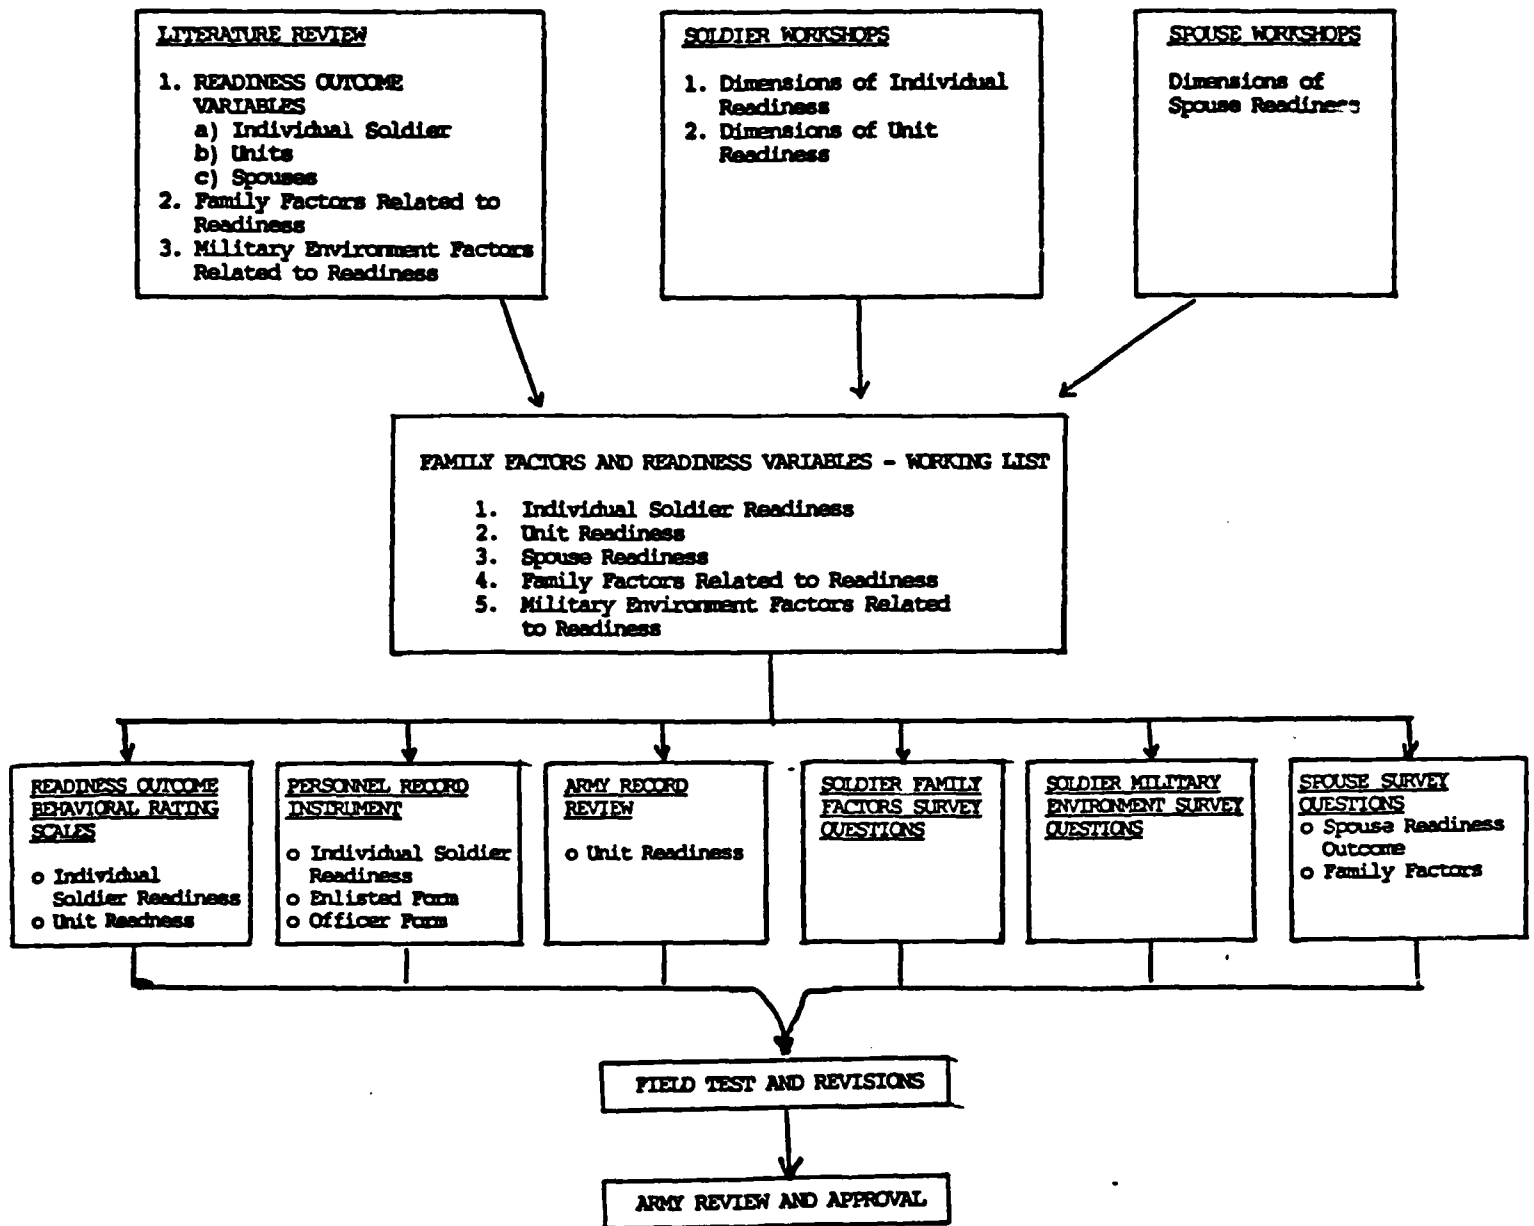 LITERATURE REVIEW
1. READINESS OUTCOME
VARIABLES
a) Individual Soldier
b) Units
c) Spouses
2. Family Factors Related to
Readiness
3. Military Environment Factors
Related to Readiness
SOLDIER WORKSHOPS
1. Dimensions of Individual
Readiness
2. Dimensions of Unit
Readiness
SPOUSE WORKSHOPS
Dimensions of
Spouse Readiness
FAMILY FACTORS AND READINESS VARIABLES - WORKING LIST
1. Individual Soldier Readiness
2. Unit Readiness
3. Spouse Readiness
4. Family Factors Related to Readiness
5. Military Environment Factors Related
to Readiness
READINESS OUTCOME
BEHAVIORAL RATING
SCALES
o Individual
Soldier Readiness
o Unit Readness
PERSONNEL RECORD
INSTRUMENT
o Individual Soldier
Readiness
o Enlisted Form
o Officer Form
ARMY RECORD
REVIEW
o Unit Readiness
SOLDIER FAMILY
FACTORS SURVEY
QUESTIONS
SOLDIER MILITARY
ENVIRONMENT SURVEY
QUESTIONS
SPOUSE SURVEY
QUESTIONS
o Spouse Readiness
Outcome
o Family Factors
FIELD TEST AND REVISIONS
ARMY REVIEW AND APPROVAL